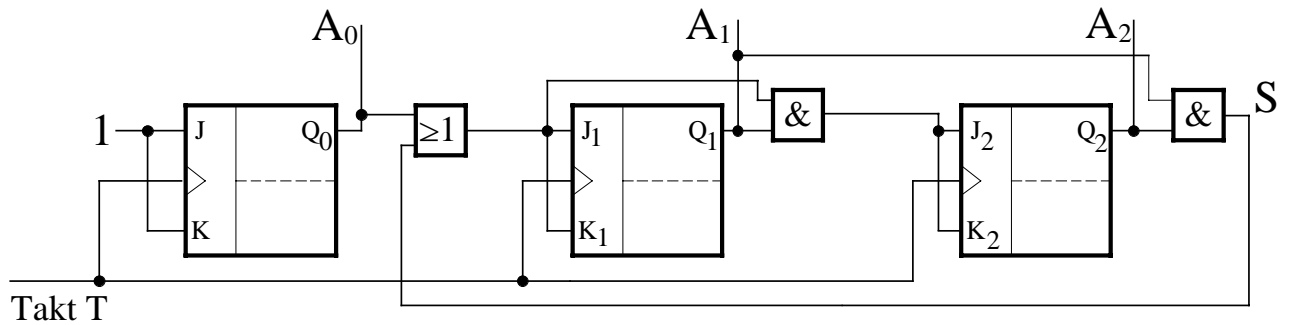 A0 A1 A2
1 J Q0 ≥1 J1 Q1 & J2 Q2 & S
K K1 K2
Takt T